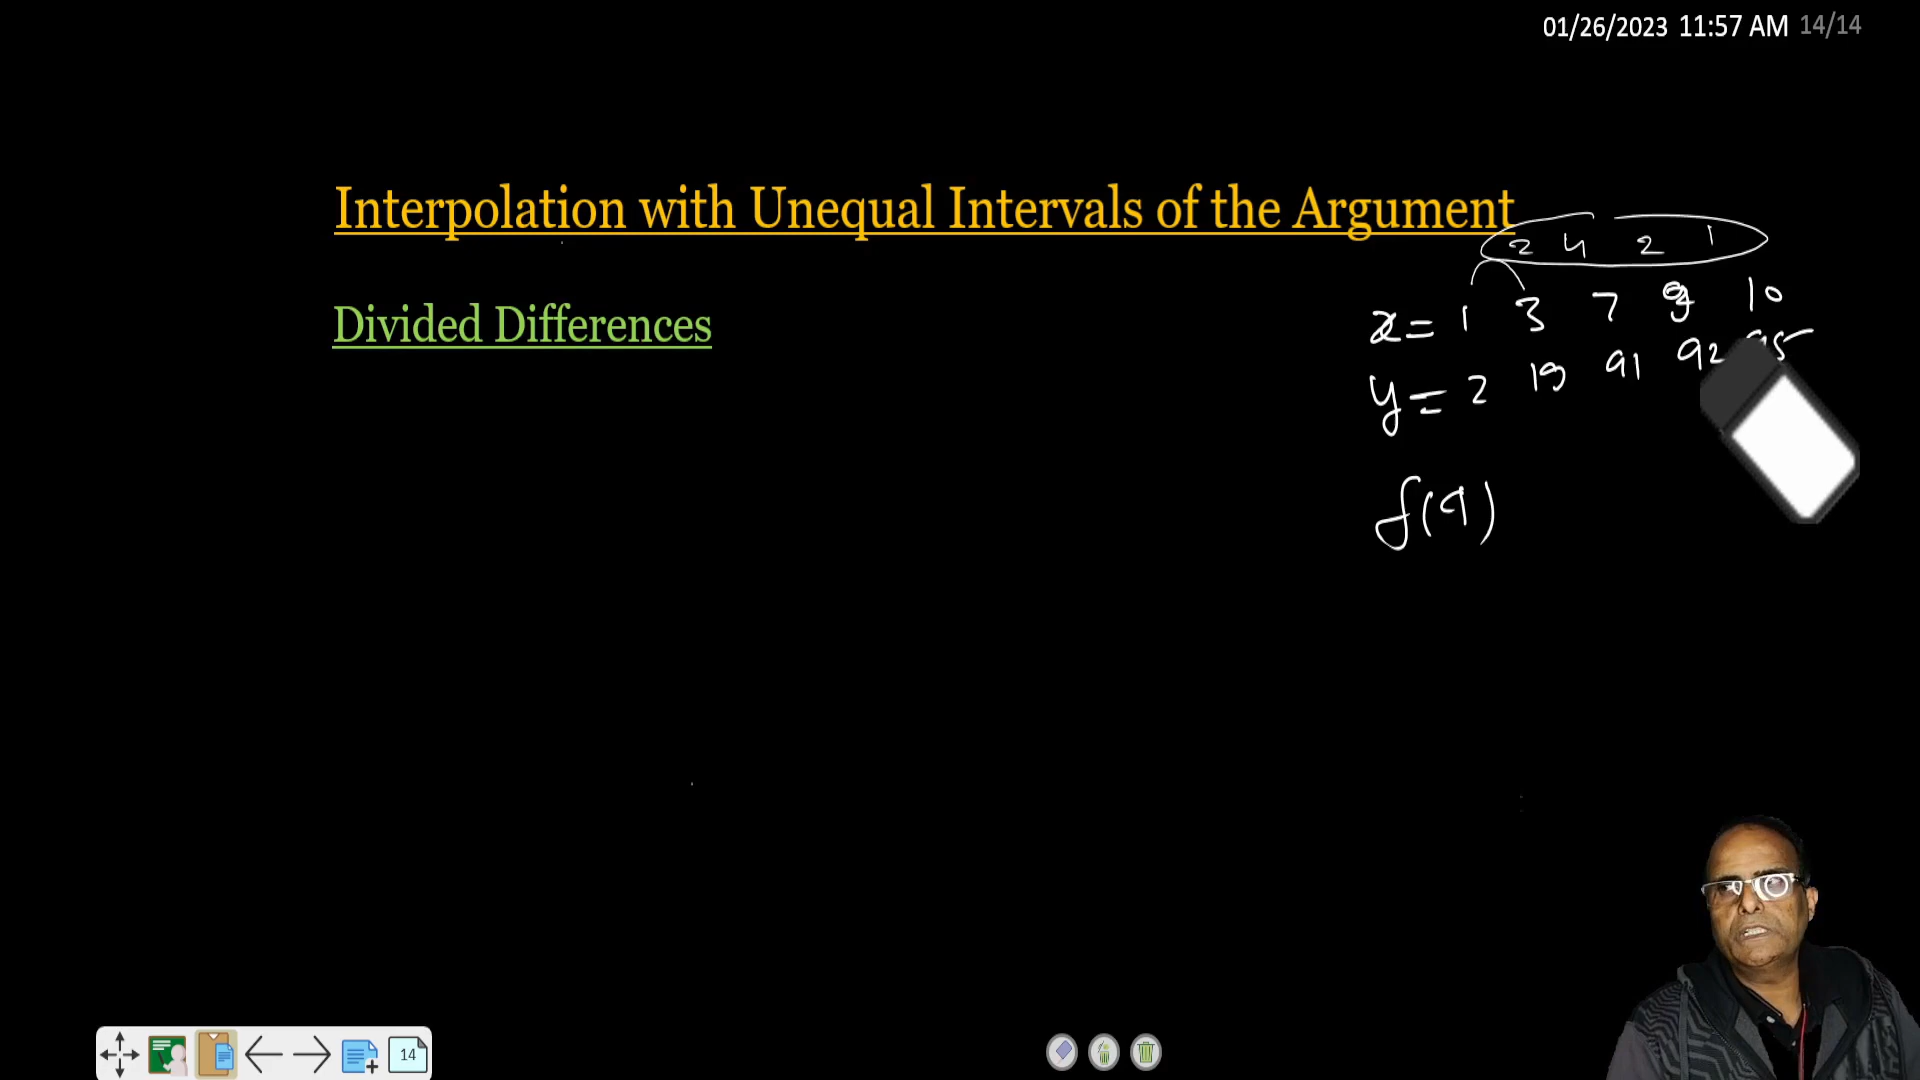 01/26/2023 11:57 AM 14/14
Interpolation with Unequal Intervals of the Argument
2 4 2 1
Divided Differences
x = 1 3 7 9 10
y = 2 19 91 92
f(9)
14